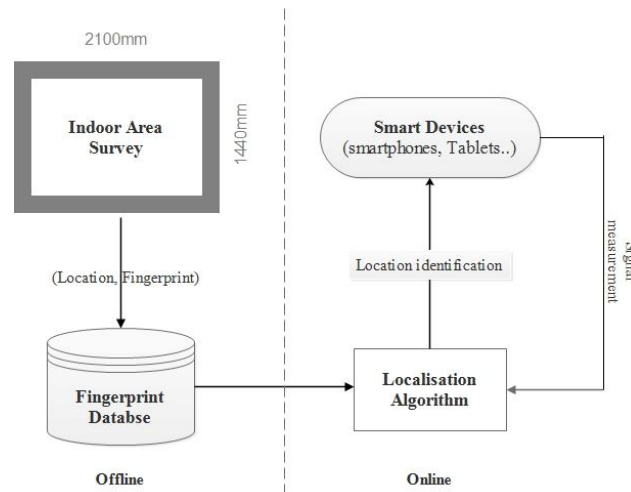 2100mm
1440mm
Indoor Area
Survey
(Location, Fingerprint)
Fingerprint
Databse
Offline
Smart Devices
(smartphones, Tablets..)
Location identification
Signal
measurement
Localisation
Algorithm
Online